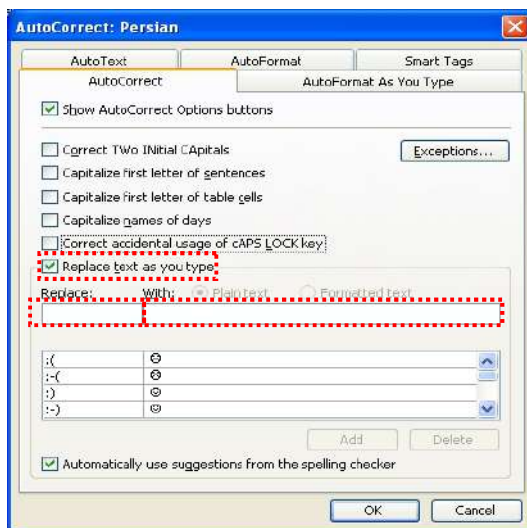 AutoCorrect: Persian
AutoText AutoFormat Smart Tags
AutoCorrect AutoFormat As You Type
Show AutoCorrect Options buttons
Correct TWo INitial CApitals Exceptions...
Capitalize first letter of sentences
Capitalize first letter of table cells
Capitalize names of days
Correct accidental usage of cAPS LOCK key
Replace text as you type
Replace: With: Plain text Formatted text
:( ☹
:-( ☹
:) ☺
:-) ☺
Add Delete
Automatically use suggestions from the spelling checker
OK Cancel